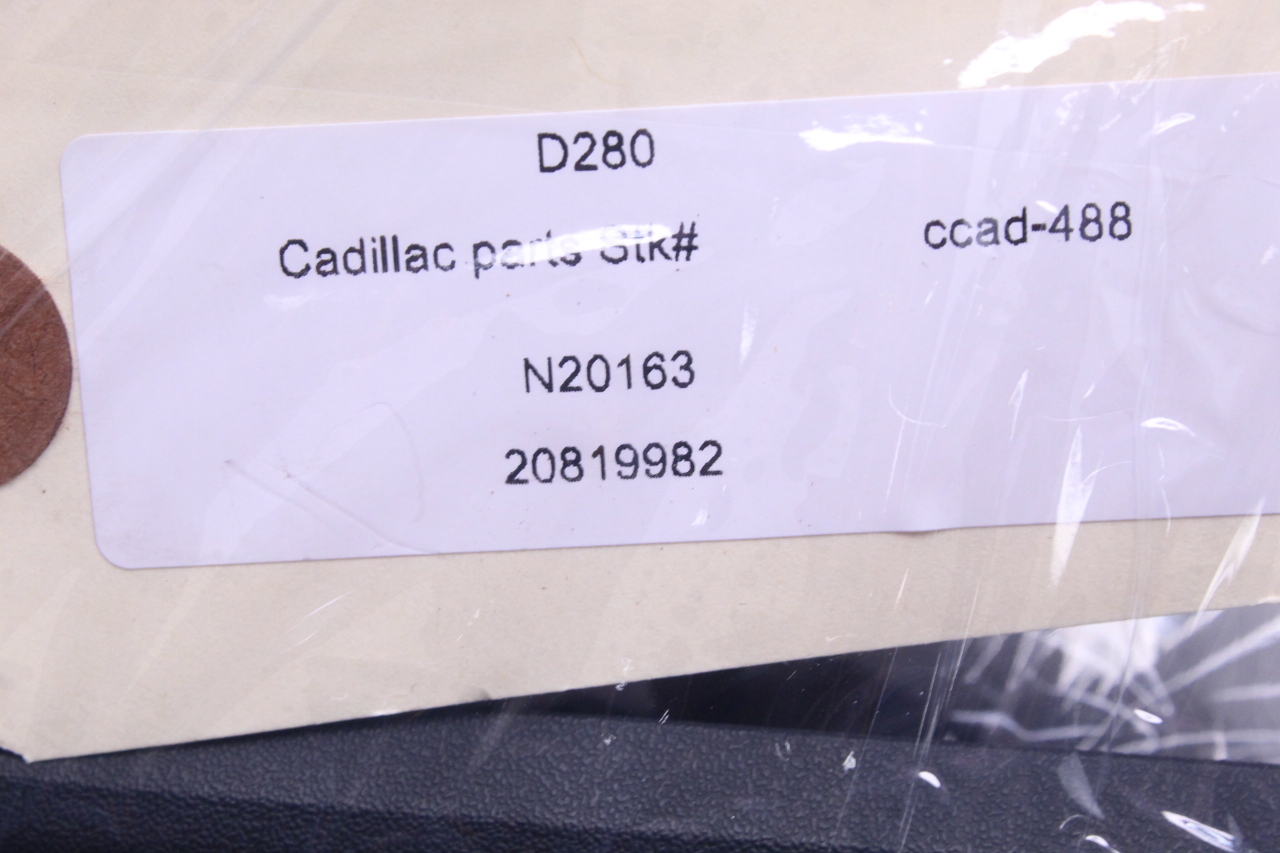 D280
Cadillac parts Stk# ccad-488
N20163
20819982